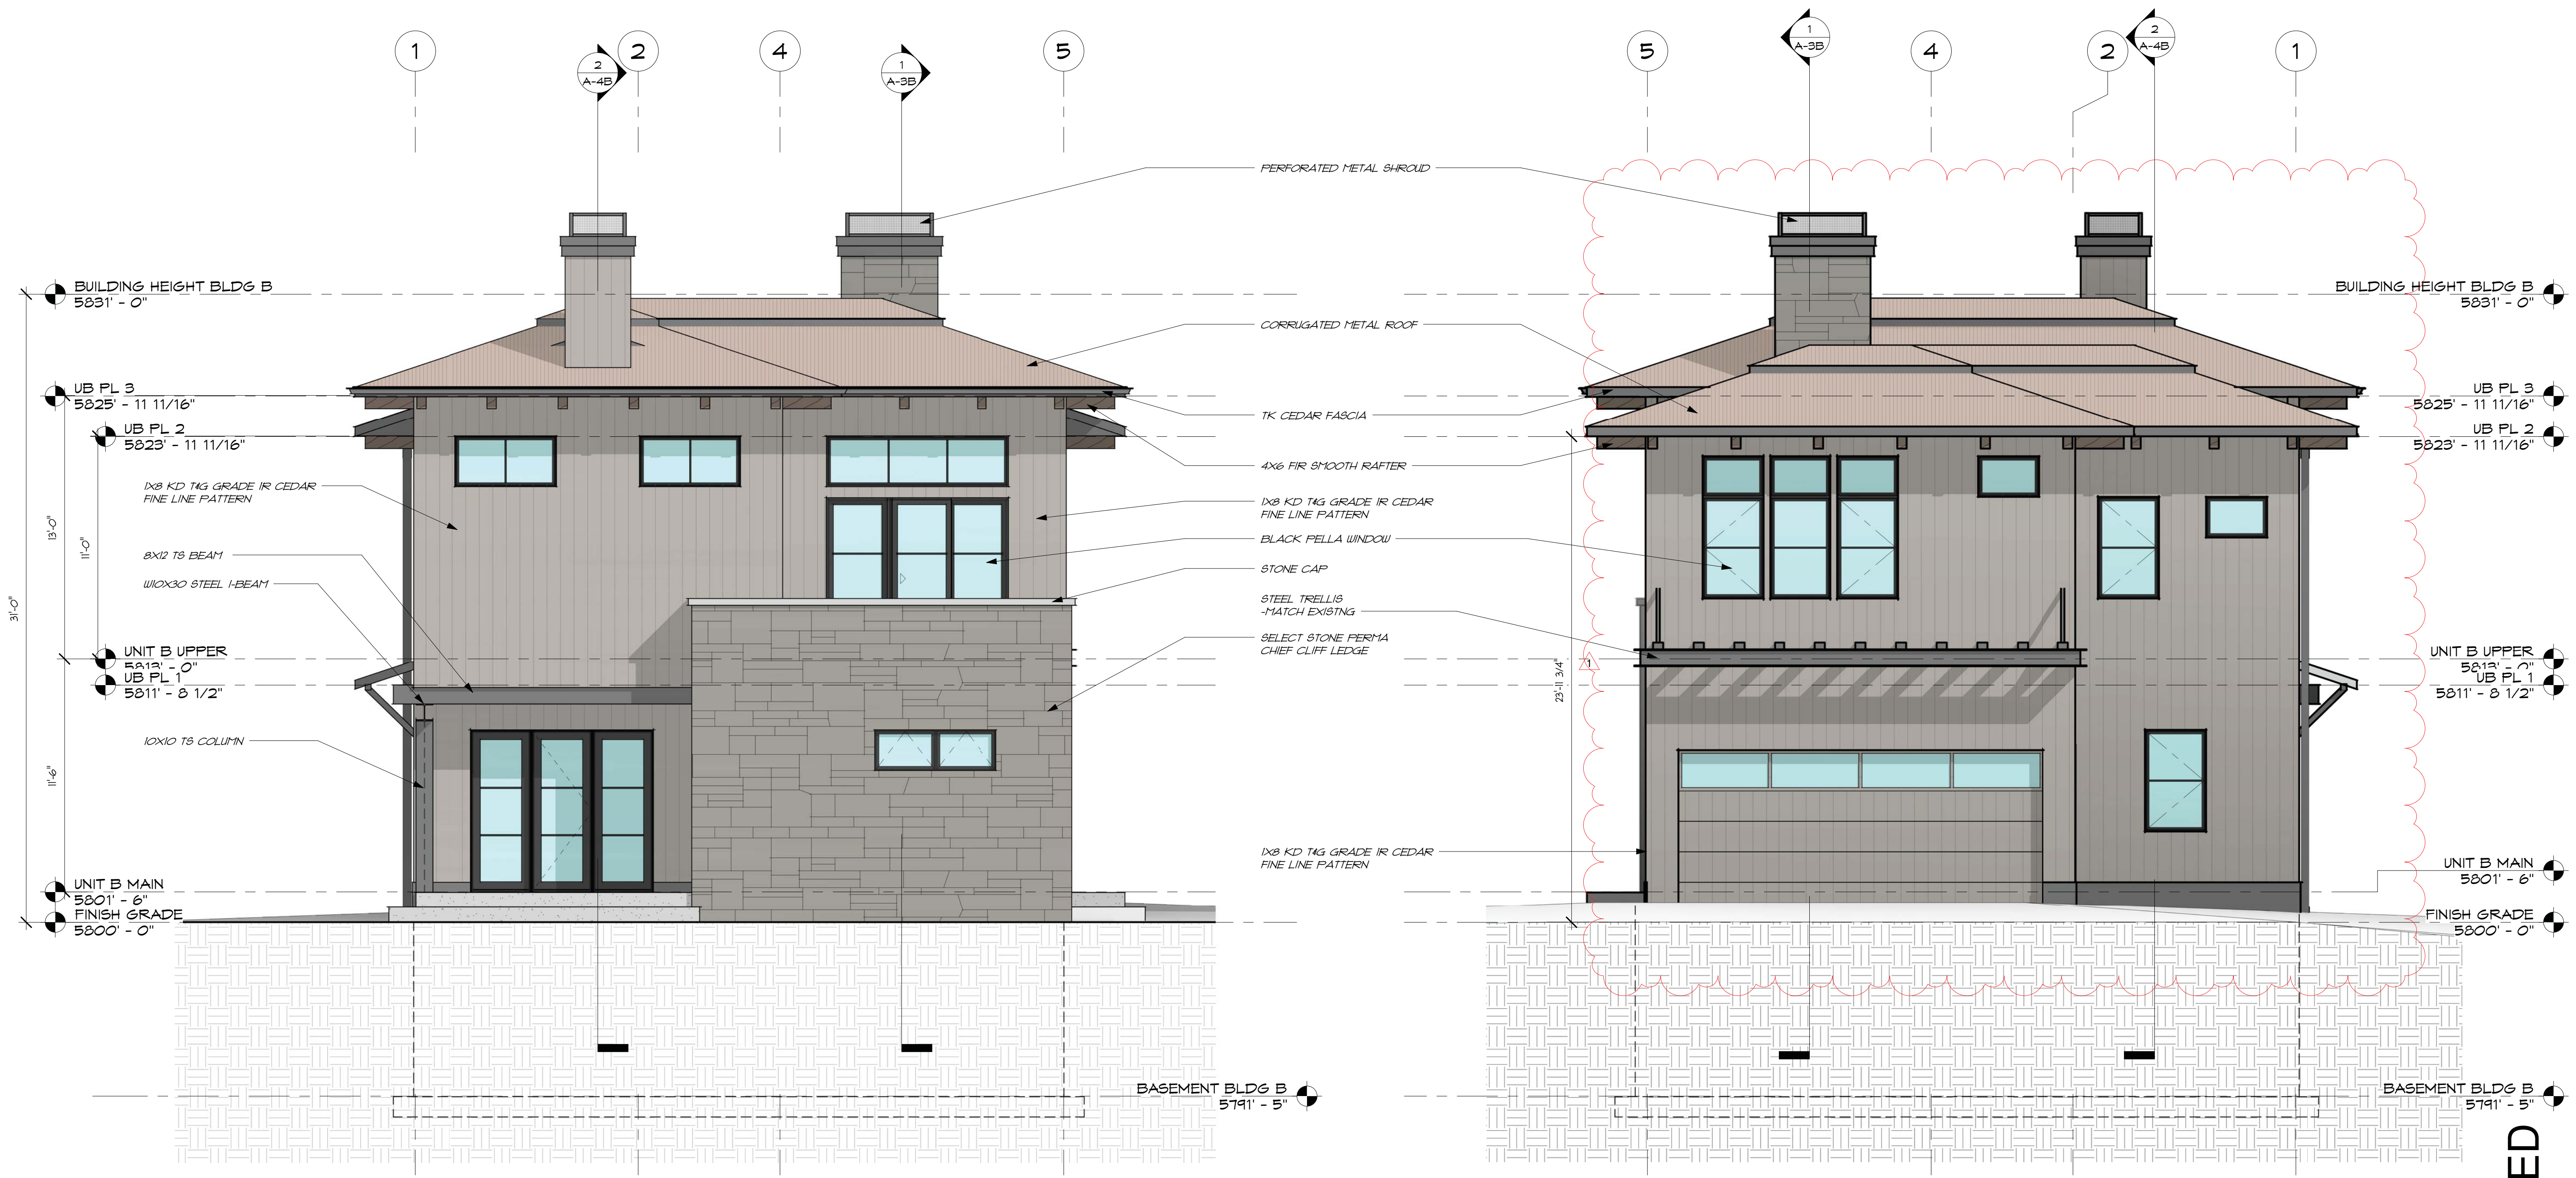 1
2
A-4B
2
4
1
A-3B
5
5
1
A-3B
4
2
2
A-4B
1
PERFORATED METAL SHROUD
BUILDING HEIGHT BLDG B
5831' - 0"
BUILDING HEIGHT BLDG B
5831' - 0"
CORRUGATED METAL ROOF
UB PL 3
5825' - 11 11/16"
UB PL 3
5825' - 11 11/16"
TK CEDAR FASCIA
UB PL 2
5823' - 11 11/16"
UB PL 2
5823' - 11 11/16"
4X6 FIR SMOOTH RAFTER
1X8 KD T&G GRADE IR CEDAR
FINE LINE PATTERN
1X8 KD T&G GRADE IR CEDAR
FINE LINE PATTERN
13'-0"
11'-0"
BLACK PELLA WINDOW
8X12 TS BEAM
STONE CAP
W10X30 STEEL I-BEAM
STEEL TRELLIS
-MATCH EXISTNG
31'-0"
SELECT STONE PERMA
CHIEF CLIFF LEDGE
UNIT B UPPER
5813' - 0"
UB PL 1
5811' - 8 1/2"
1
23'-11 3/4"
UNIT B UPPER
5813' - 0"
UB PL 1
5811' - 8 1/2"
10X10 TS COLUMN
11'-6"
1X8 KD T&G GRADE IR CEDAR
FINE LINE PATTERN
UNIT B MAIN
5801' - 6"
UNIT B MAIN
5801' - 6"
FINISH GRADE
5800' - 0"
FINISH GRADE
5800' - 0"
BASEMENT BLDG B
5791' - 5"
BASEMENT BLDG B
5791' - 5"
ED